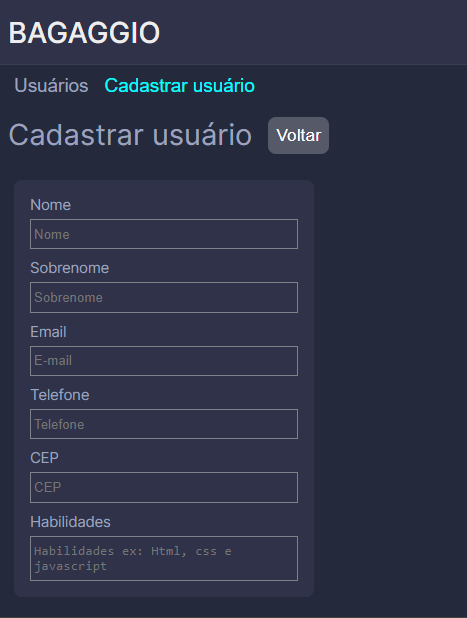 BAGAGGIO
Usuários Cadastrar usuário
Cadastrar usuário Voltar
Nome
Nome
Sobrenome
Sobrenome
Email
E-mail
Telefone
Telefone
CEP
CEP
Habilidades
Habilidades ex: Html, css e
javascript